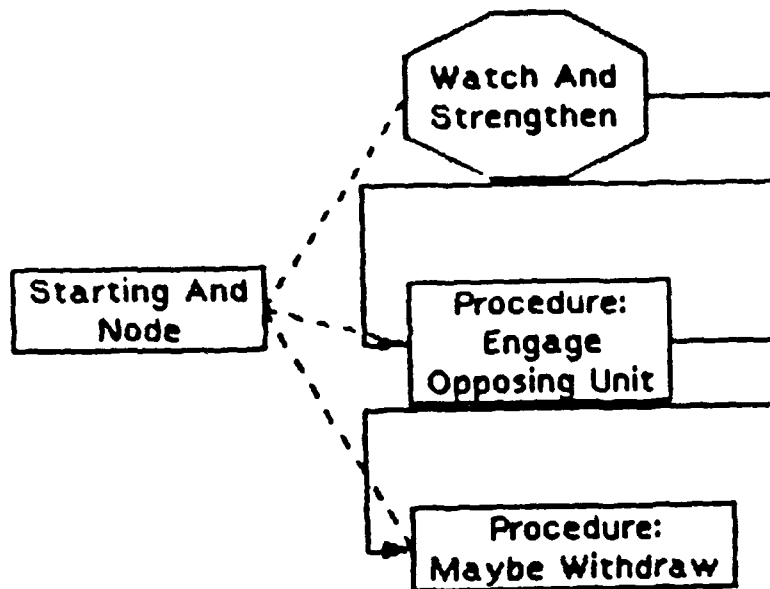 Watch And
Strengthen
Starting And
Node
Procedure:
Engage
Opposing Unit
Procedure:
Maybe Withdraw